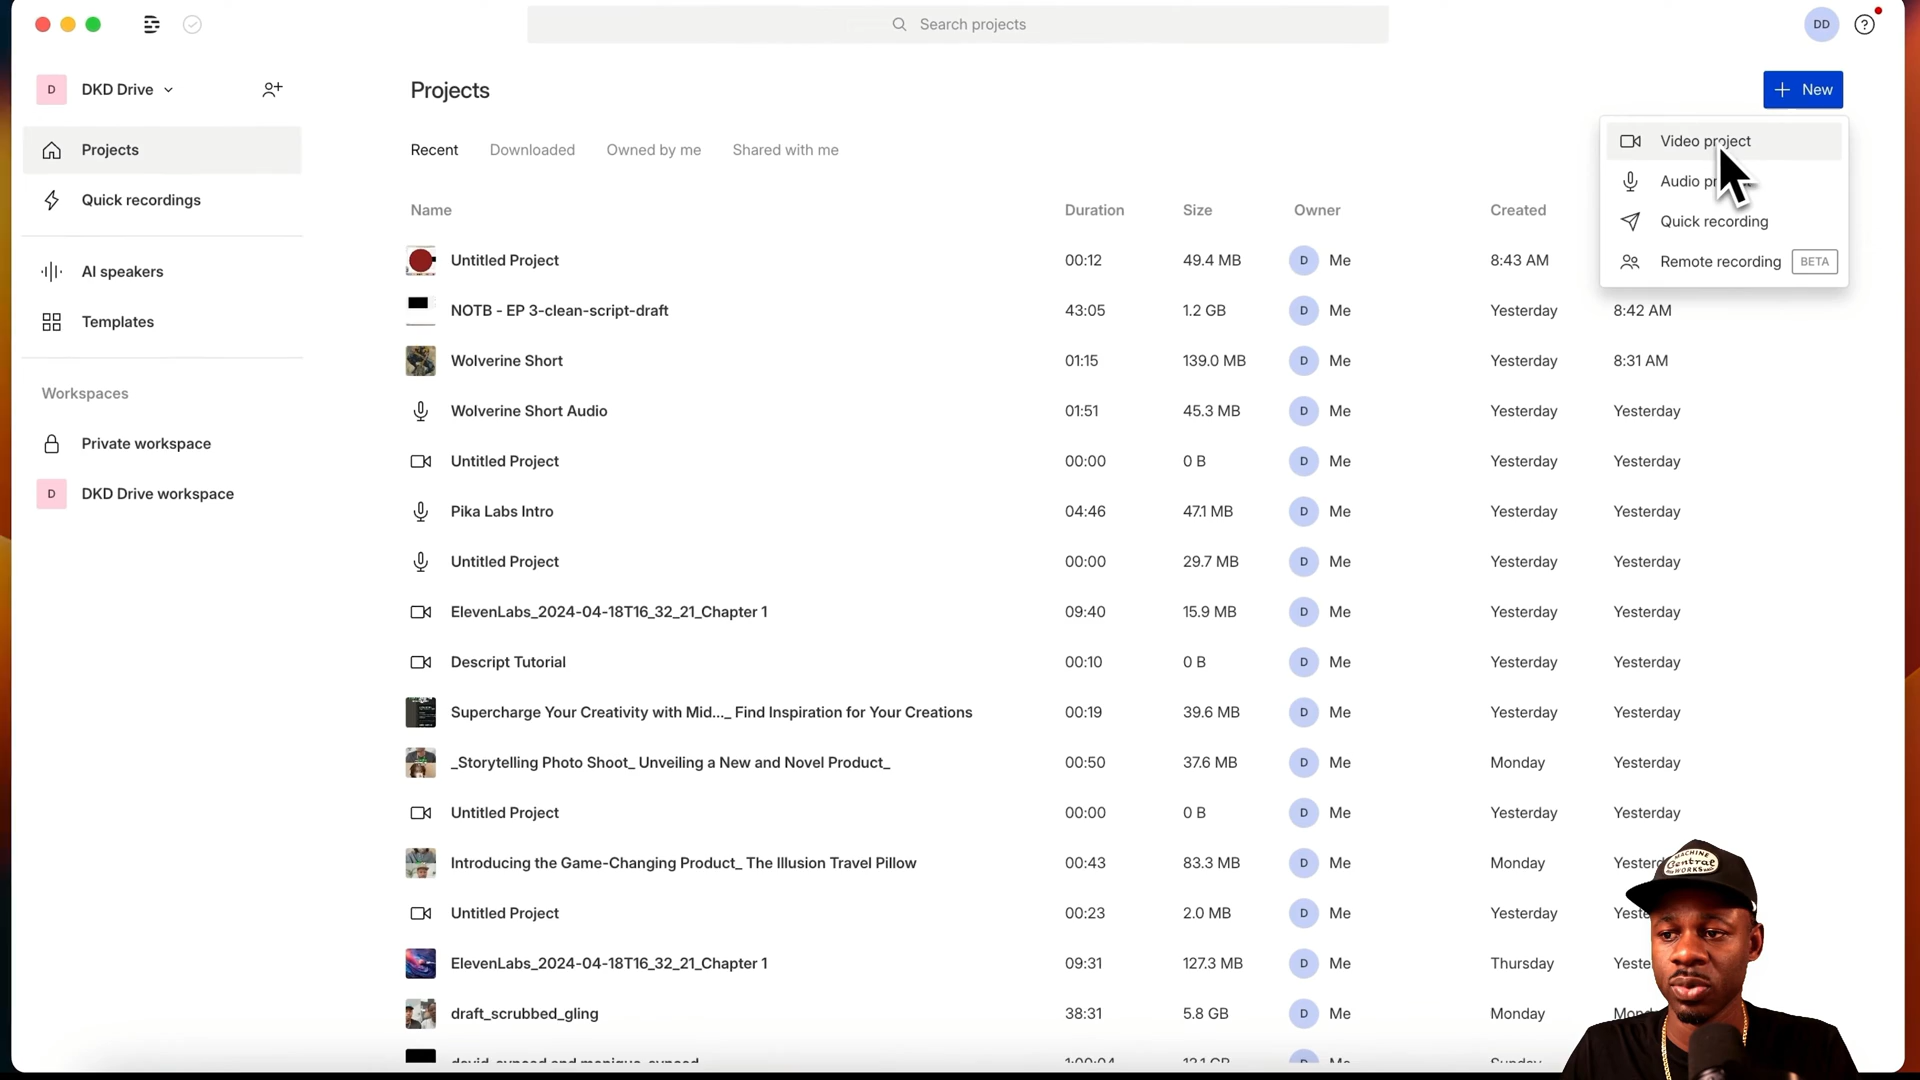 Search projects
DD
D DKD Drive
Projects
New
Projects
Quick recordings
AI speakers
Templates
Workspaces
Private workspace
D DKD Drive workspace
Recent Downloaded Owned by me Shared with me
Video project
Audio
Quick recording
Remote recording BETA
Name Duration Size Owner Created
Untitled Project 00:12 49.4 MB D Me 8:43 AM
NOTB - EP 3-clean-script-draft 43:05 1.2 GB D Me Yesterday 8:42 AM
Wolverine Short 01:15 139.0 MB D Me Yesterday 8:31 AM
Wolverine Short Audio 01:51 45.3 MB D Me Yesterday Yesterday
Untitled Project 00:00 0 B D Me Yesterday Yesterday
Pika Labs Intro 04:46 47.1 MB D Me Yesterday Yesterday
Untitled Project 00:00 29.7 MB D Me Yesterday Yesterday
ElevenLabs_2024-04-18T16_32_21_Chapter 1 09:40 15.9 MB D Me Yesterday Yesterday
Descript Tutorial 00:10 0 B D Me Yesterday Yesterday
Supercharge Your Creativity with Mid..._ Find Inspiration for Your Creations 00:19 39.6 MB D Me Yesterday Yesterday
_Storytelling Photo Shoot_ Unveiling a New and Novel Product_ 00:50 37.6 MB D Me Monday Yesterday
Untitled Project 00:00 0 B D Me Yesterday Yesterday
Introducing the Game-Changing Product_ The Illusion Travel Pillow 00:43 83.3 MB D Me Monday
Untitled Project 00:23 2.0 MB D Me Yesterday
ElevenLabs_2024-04-18T16_32_21_Chapter 1 09:31 127.3 MB D Me Thursday
draft_scrubbed_gling 38:31 5.8 GB D Me Monday
MACHINE
Central
WORKS